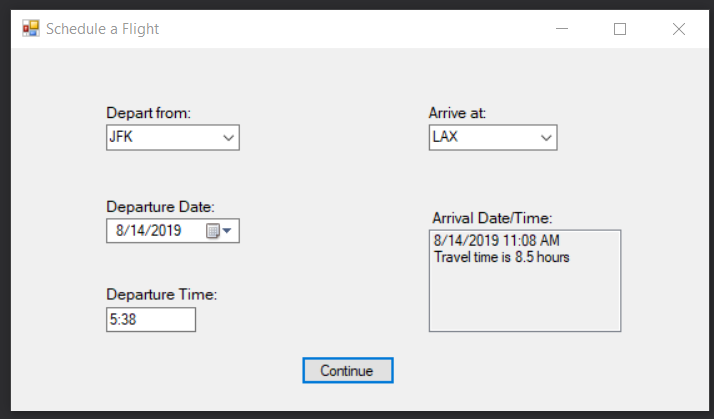 Schedule a Flight
Depart from:
JFK
Arrive at:
LAX
Departure Date:
8/14/2019
Arrival Date/Time:
8/14/2019 11:08 AM
Travel time is 8.5 hours
Departure Time:
5:38
Continue